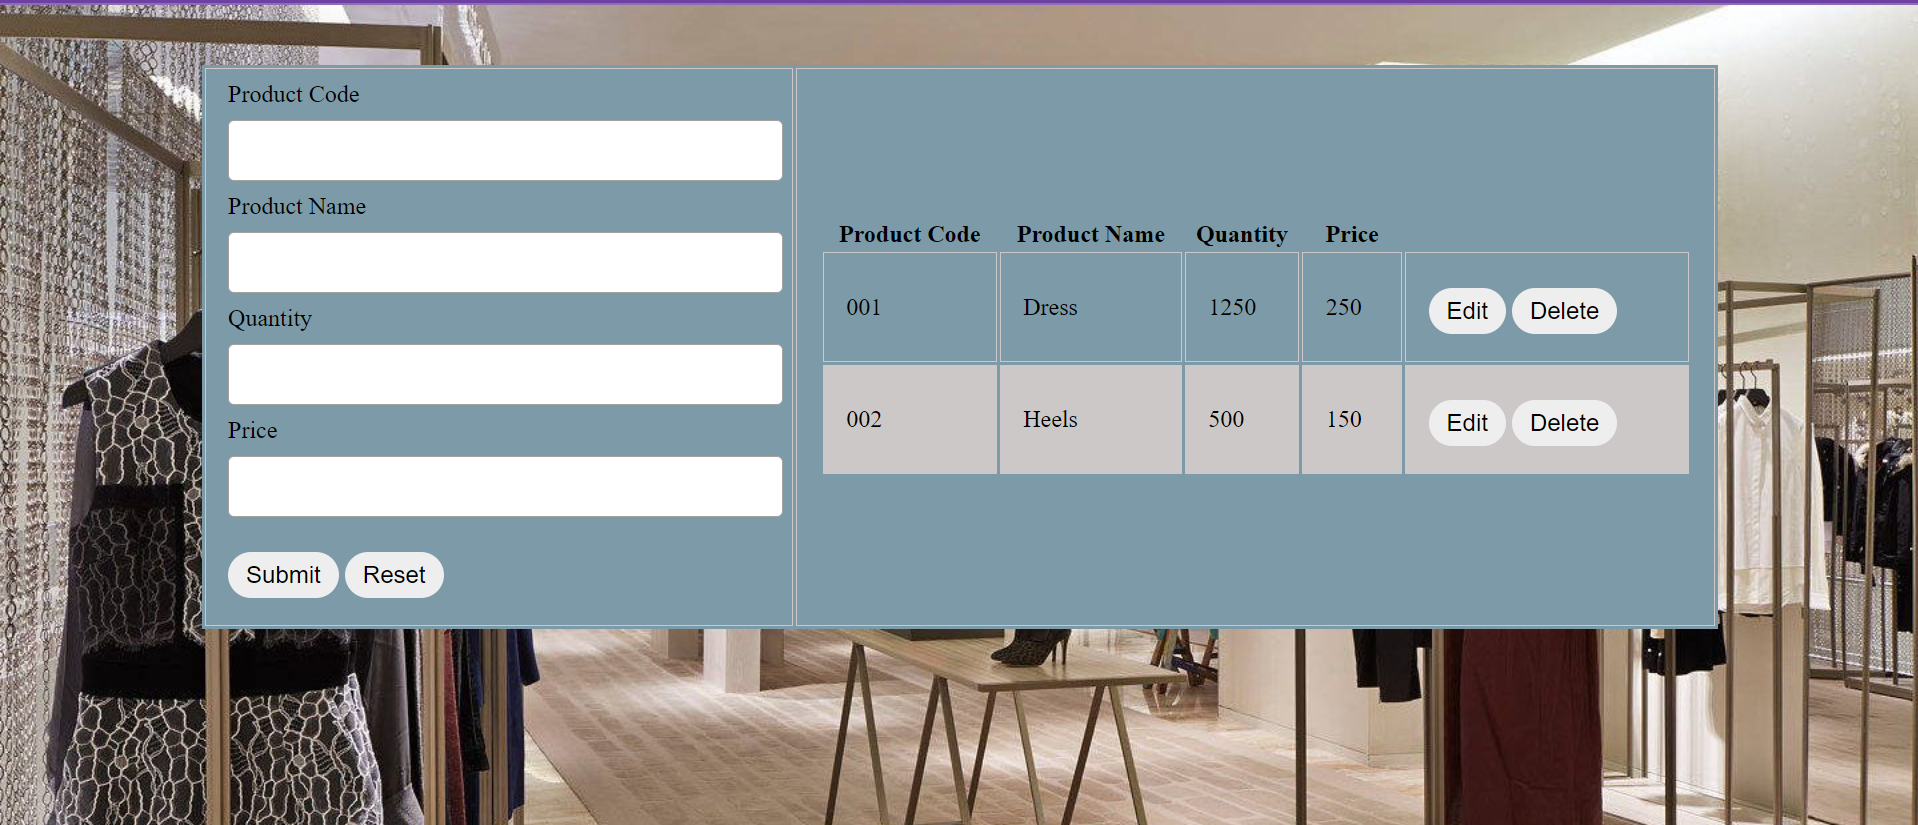 Product Code
Product Name
Quantity
Price
Submit Reset
Product Code Product Name Quantity Price
001 Dress 1250 250 Edit Delete
002 Heels 500 150 Edit Delete